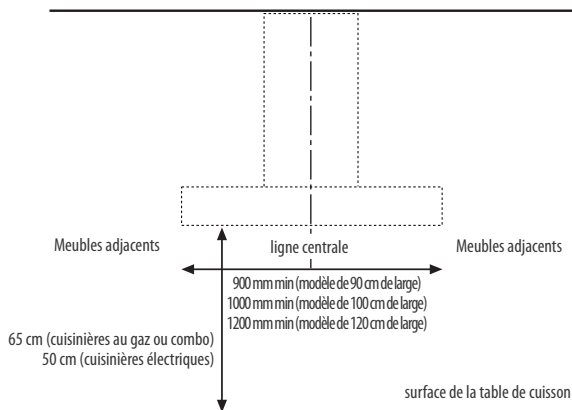 Meubles adjacents
ligne centrale
Meubles adjacents
900 mm min (modèle de 90 cm de large)
1000 mm min (modèle de 100 cm de large)
1200 mm min (modèle de 120 cm de large)
65 cm (cuisinières au gaz ou combo)
50 cm (cuisinières électriques)
surface de la table de cuisson